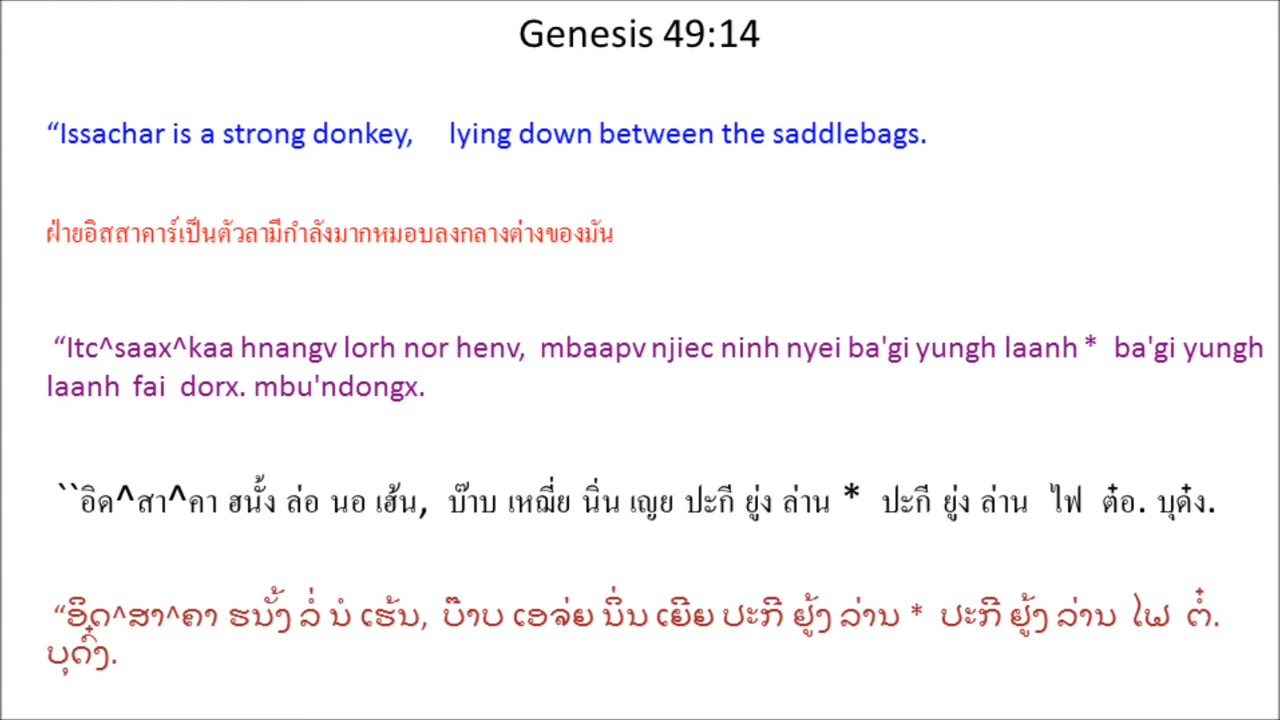 Genesis 49:14
“Issachar is a strong donkey, lying down between the saddlebags.
ฝ่ายอิสสาคาร์เป็นตัวลามีกำลังมากหมอบลงกลางต่างของมัน
“Itc^saax^kaa hnangv lorh nor henv, mbaapv njiec ninh nyei ba'gi yungh laanh * ba'gi yungh
laanh fai dorx. mbu'ndongx.
``อิด^สา^คา ฮนั้ง ล่อ นอ เฮ้น, บ๊าบ เหฌี่ย นิ่น เญย ปะกี ยู่ง ล่าน * ปะกี ยู่ง ล่าน ไฟ ต๋อ. บุด๋ง.
“ອິດ^ສາ^ຄາ ຮນັ້ງ ລໍ່ ນໍ ເຮ້ນ, ບ໊າບ ເອຈ່ຍ ນິ່ນ ເຍີຍ ປະກີ ຢູ້ງ ລ່ານ * ປະກີ ຢູ້ງ ລ່ານ ໄຟ ຕໍ໋.
ບຸດົ໋ງ.